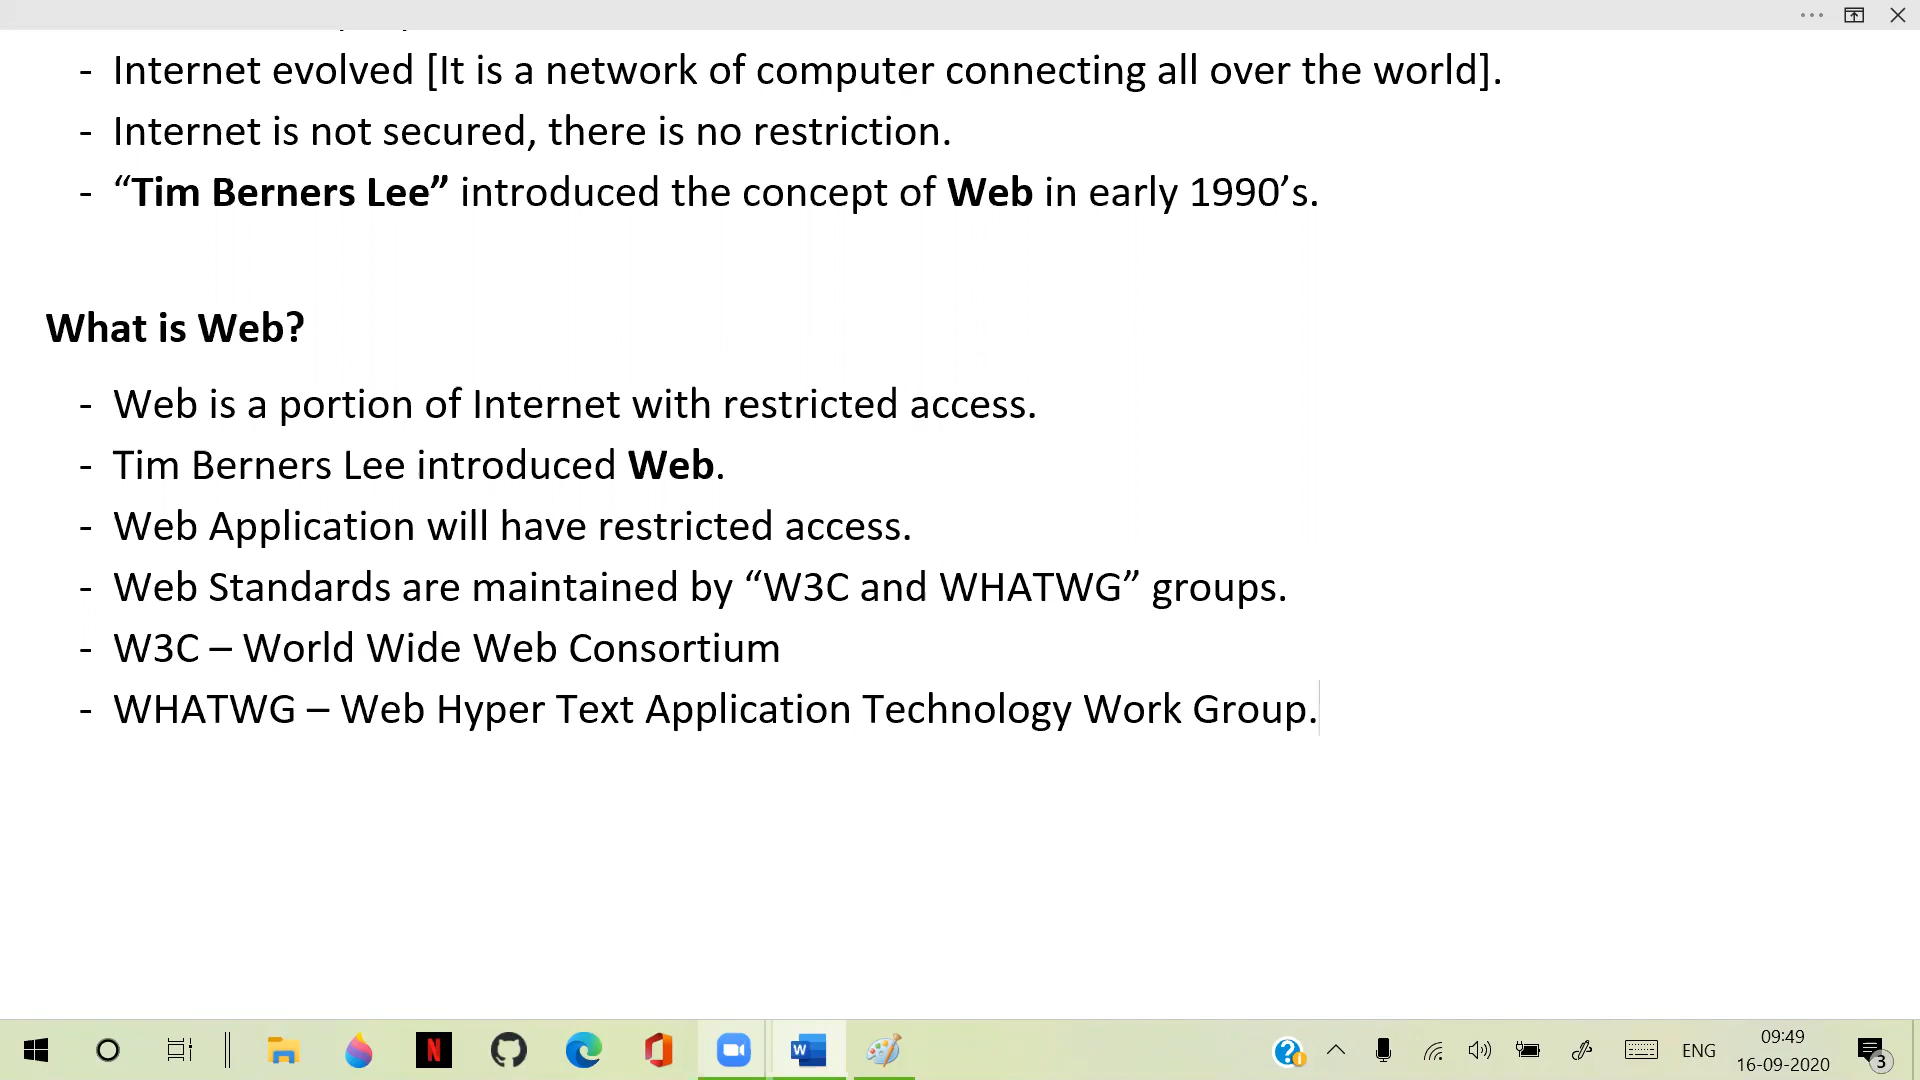 - Internet evolved [It is a network of computer connecting all over the world].
- Internet is not secured, there is no restriction.
- “Tim Berners Lee” introduced the concept of Web in early 1990’s.
What is Web?
- Web is a portion of Internet with restricted access.
- Tim Berners Lee introduced Web.
- Web Application will have restricted access.
- Web Standards are maintained by “W3C and WHATWG” groups.
- W3C – World Wide Web Consortium
- WHATWG – Web Hyper Text Application Technology Work Group.
ENG
09:49
16-09-2020
3